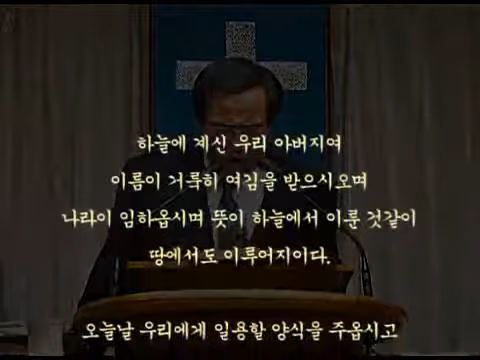 하늘에 계신 우리 아버지여
이름이 거룩히 여김을 받으시오며
나라이 임하옵시며 뜻이 하늘에서 이룬 것같이
땅에서도 이루어지이다.
오늘날 우리에게 일용할 양식을 주옵시고